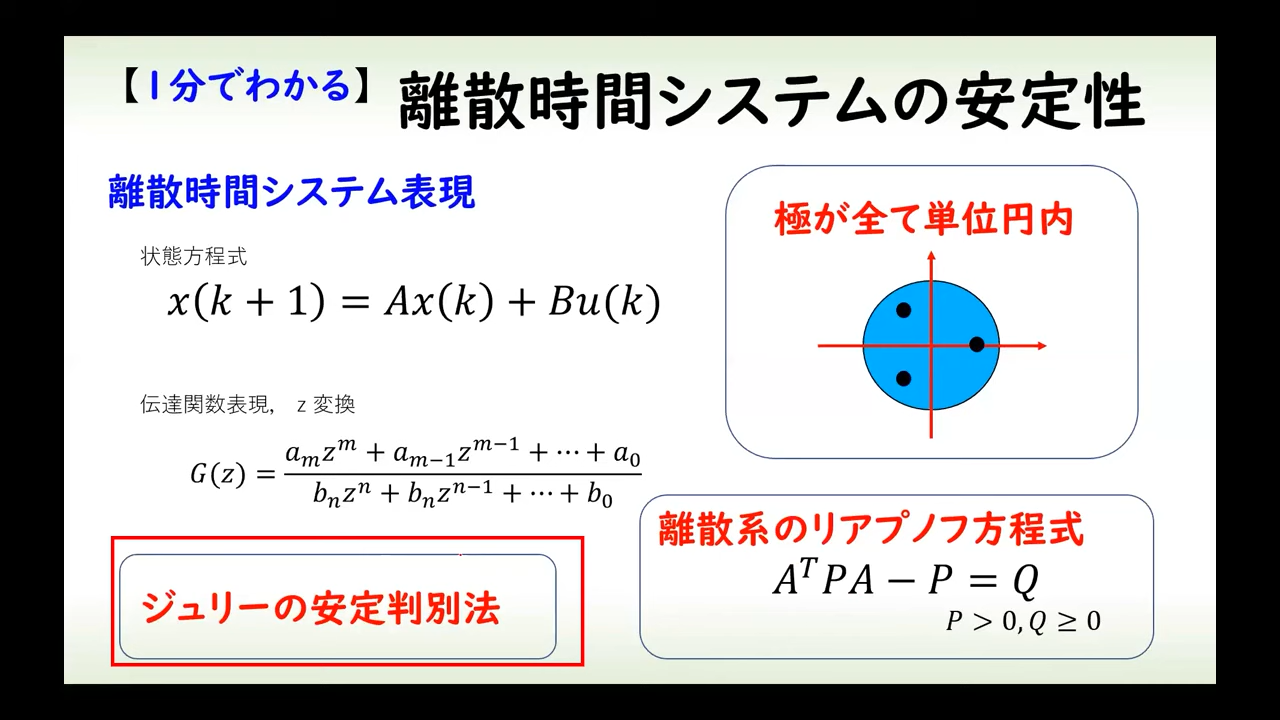 【1分でわかる】離散時間システムの安定性
離散時間システム表現
状態方程式
x(k + 1) = Ax(k) + Bu(k)
伝達関数表現, z 変換
G(z) = \frac{a_m z^m + a_{m-1} z^{m-1} + ⋯ + a_0}{b_n z^n + b_n z^{n-1} + ⋯ + b_0}
ジュリーの安定判別法
極が全て単位円内
離散系のリアプノフ方程式
A^T PA − P = Q
P > 0, Q ≥ 0